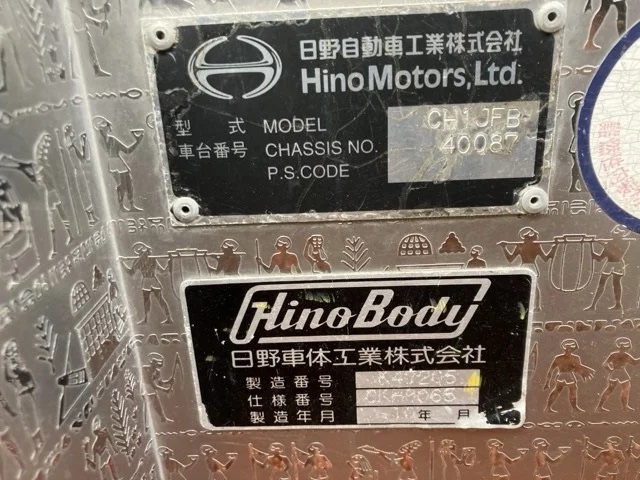 日野自動車工業株式会社
Hino Motors, Ltd.
型 式 MODEL CH1JFB
車台番号 CHASSIS NO. 40087
P.S.CODE
Hino Body
日野車体工業株式会社
製造番号
仕様番号
製造年月 年 月